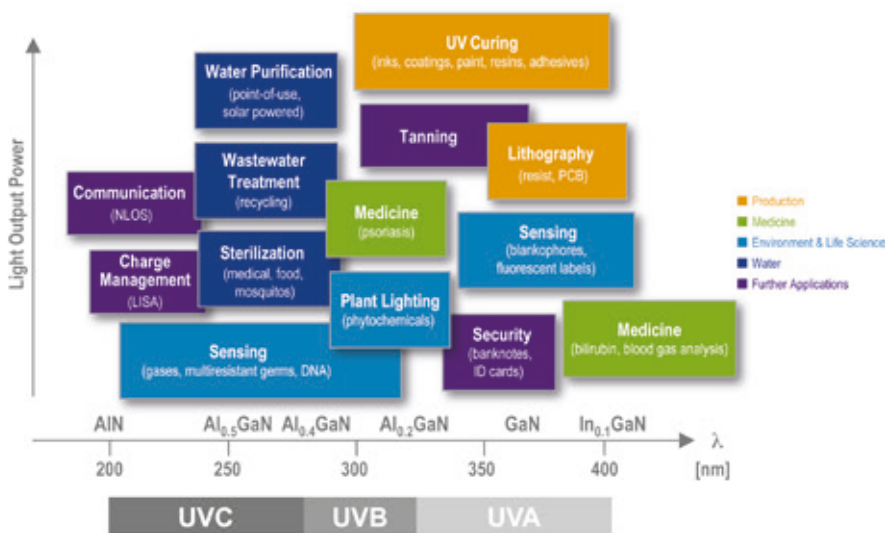 Light Output Power
UV Curing
(inks, coatings, paint, resins, adhesives)
Water Purification
(point-of-use,
solar powered)
Tanning
Lithography
(resist, PCB)
Wastewater
Treatment
(recycling)
Communication
(NLOS)
Medicine
(psoriasis)
Sensing
(blankophores,
fluorescent labels)
Charge
Management
(LISA)
Sterilization
(medical, food,
mosquitos)
Plant Lighting
(phytochemicals)
Sensing
(gases, multiresistant germs, DNA)
Security
(banknotes,
ID cards)
Medicine
(bilirubin, blood gas analysis)
Production
Medicine
Environment & Life Science
Water
Further Applications
AlN Al₀.₅GaN Al₀.₄GaN Al₀.₂GaN GaN In₀.₁GaN
λ
200 250 300 350 400 [nm]
UVC UVB UVA